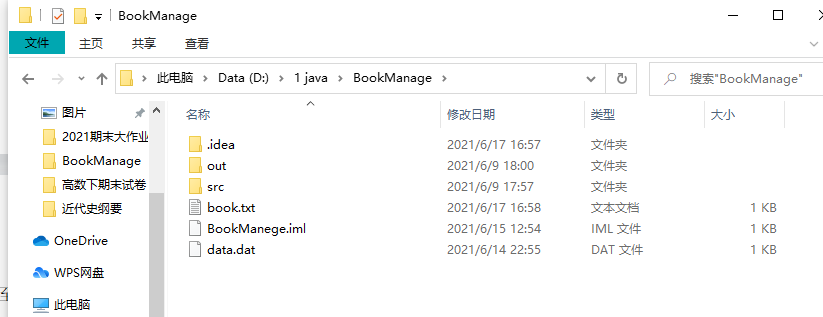 BookManage
文件 主页 共享 查看
此电脑 Data (D:) 1 java BookManage 搜索"BookManage"
名称 修改日期 类型 大小
图片
2021期末大作业
BookManage
高数下期末试卷
近代史纲要
OneDrive
WPS网盘
此电脑
.idea 2021/6/17 16:57 文件夹
out 2021/6/9 18:00 文件夹
src 2021/6/9 17:57 文件夹
book.txt 2021/6/17 16:58 文本文档 1 KB
BookManege.iml 2021/6/15 12:54 IML 文件 1 KB
data.dat 2021/6/14 22:55 DAT 文件 1 KB